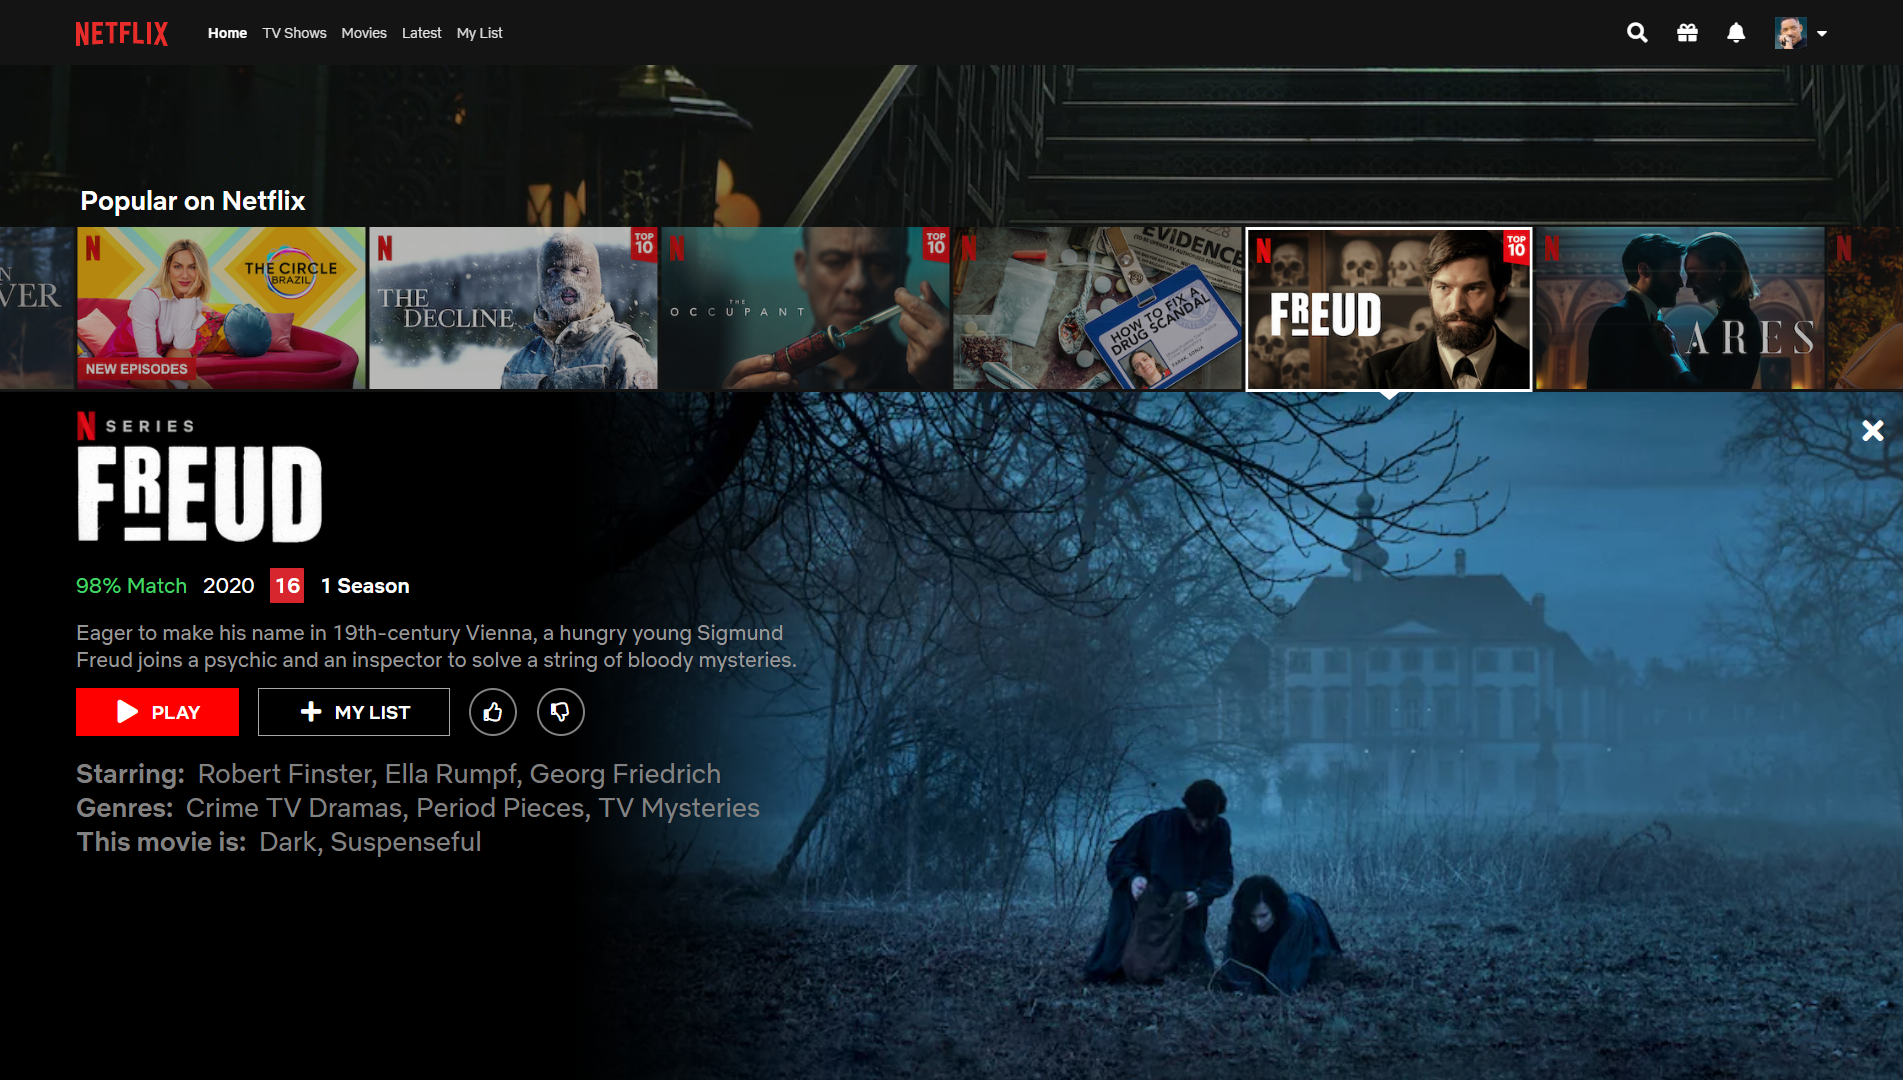 NETFLIX
Home TV Shows Movies Latest My List
Popular on Netflix
VER
THE CIRCLE
BRAZIL
NEW EPISODES
THE
DECLINE
TOP
10
THE
OCCUPANT
TOP
10
EVIDENCE
HOW TO FIX A
DRUG SCANDAL
FREUD
TOP
10
ARES
N SERIES
FREUD
98% Match 2020 16 1 Season
Eager to make his name in 19th-century Vienna, a hungry young Sigmund
Freud joins a psychic and an inspector to solve a string of bloody mysteries.
PLAY
MY LIST
Starring: Robert Finster, Ella Rumpf, Georg Friedrich
Genres: Crime TV Dramas, Period Pieces, TV Mysteries
This movie is: Dark, Suspenseful